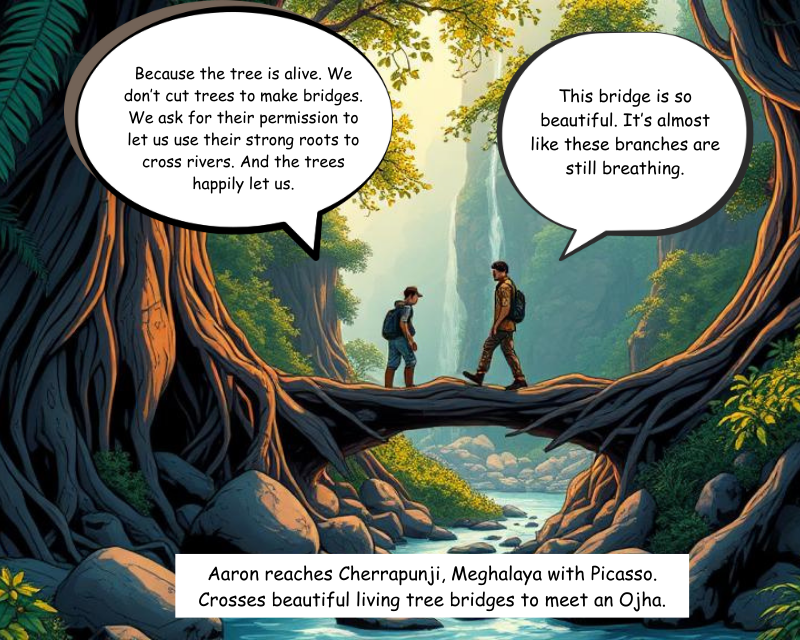 Because the tree is alive. We
don't cut trees to make bridges.
We ask for their permission to
let us use their strong roots to
cross rivers. And the trees
happily let us.
This bridge is so
beautiful. It's almost
like these branches are
still breathing.
Aaron reaches Cherrapunji, Meghalaya with Picasso.
Crosses beautiful living tree bridges to meet an Ojha.